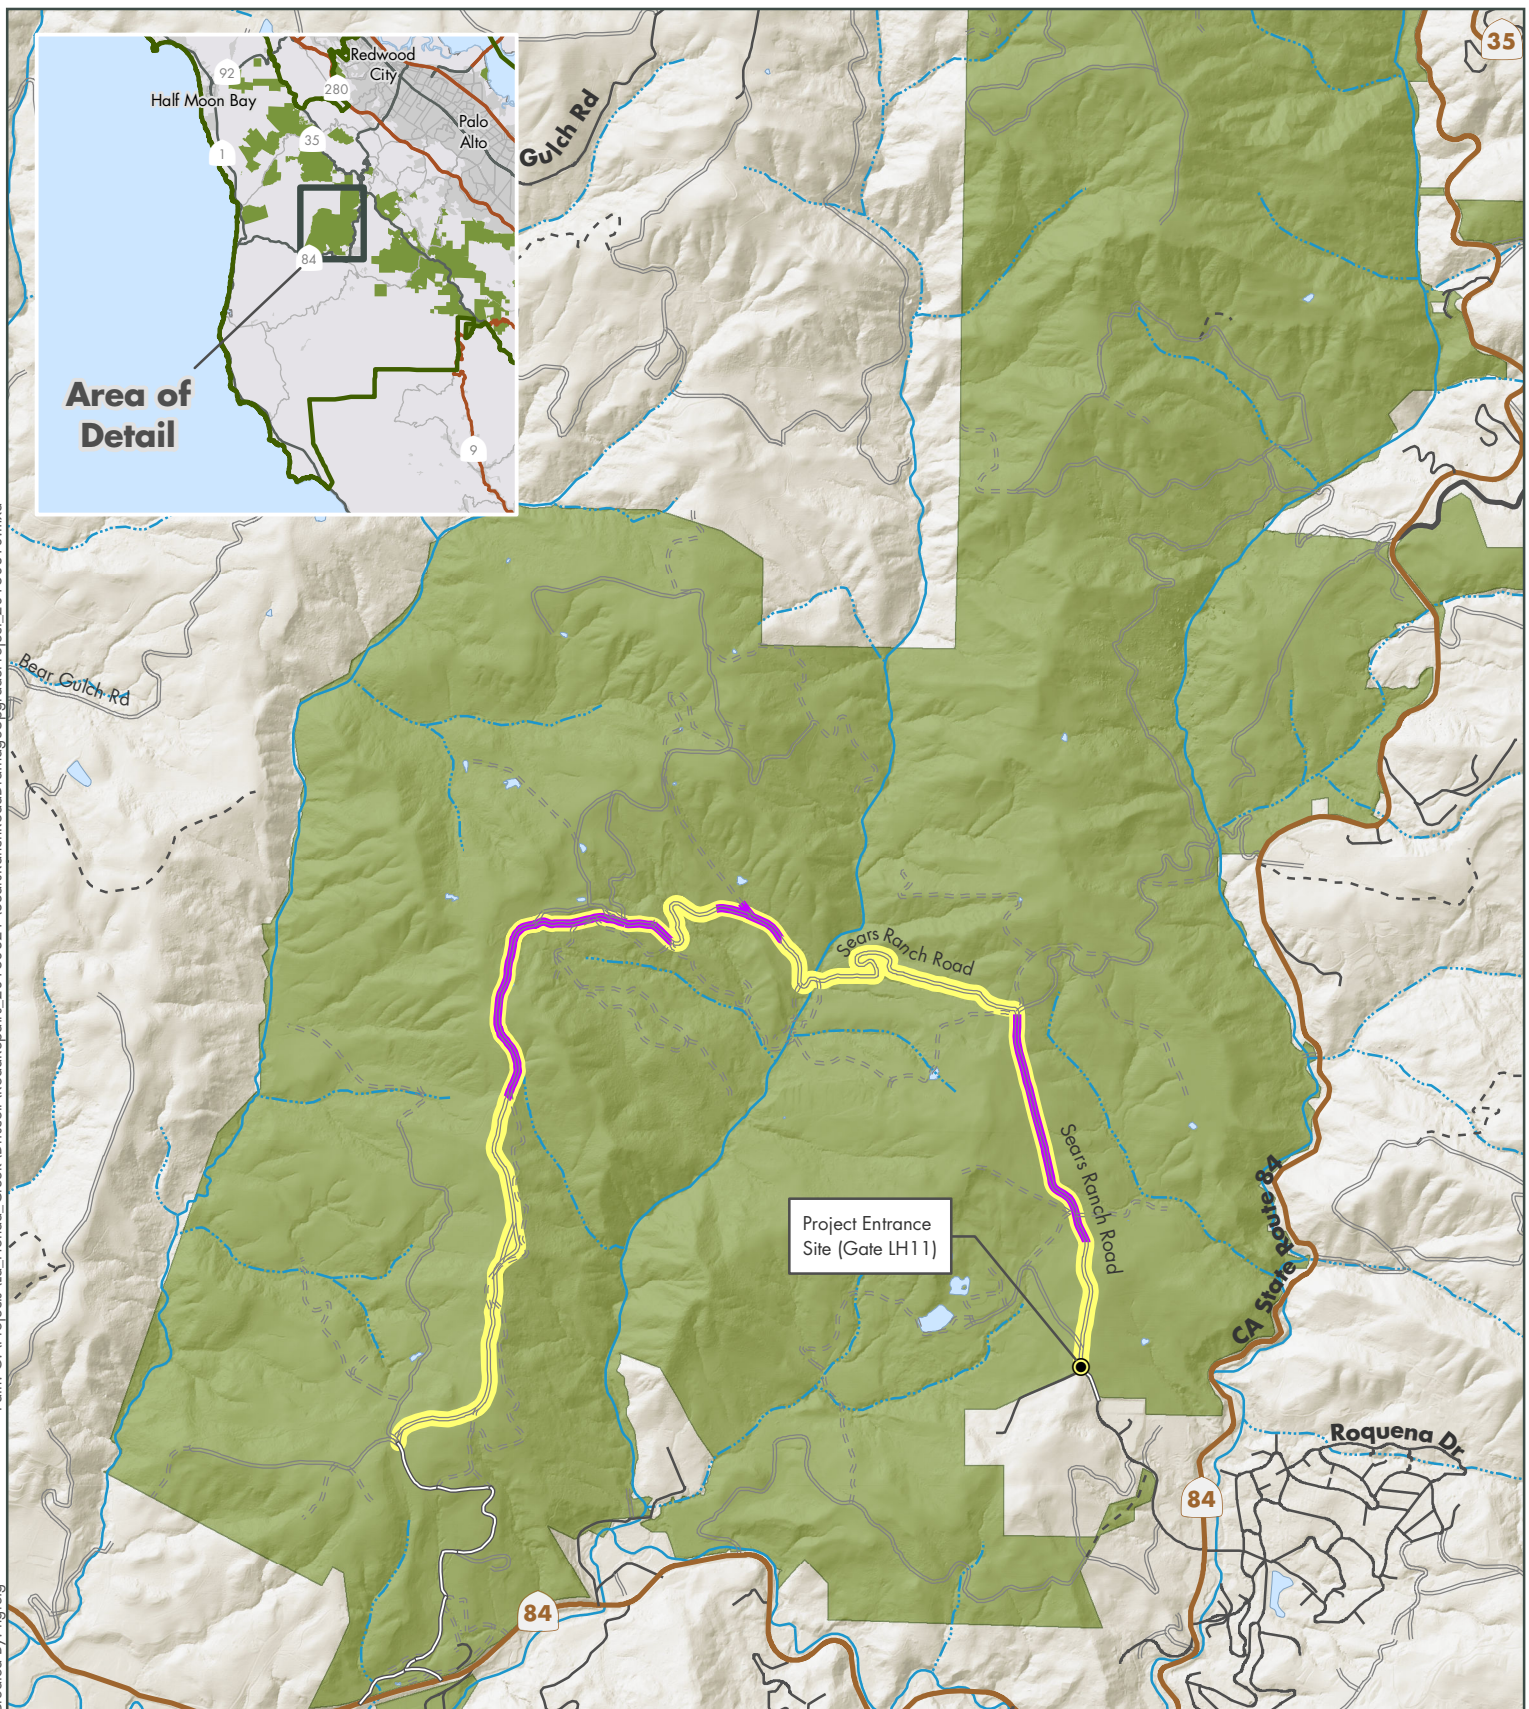 35
Redwood
City
92
280
Half Moon Bay
Palo
Alto
35
1
84
Area of
Detail
9
Gulch Rd
Bear Gulch Rd
Sears Ranch Road
Sears Ranch Road
Project Entrance
Site (Gate LH11)
CA State Route 84
Roquena Dr
84
84